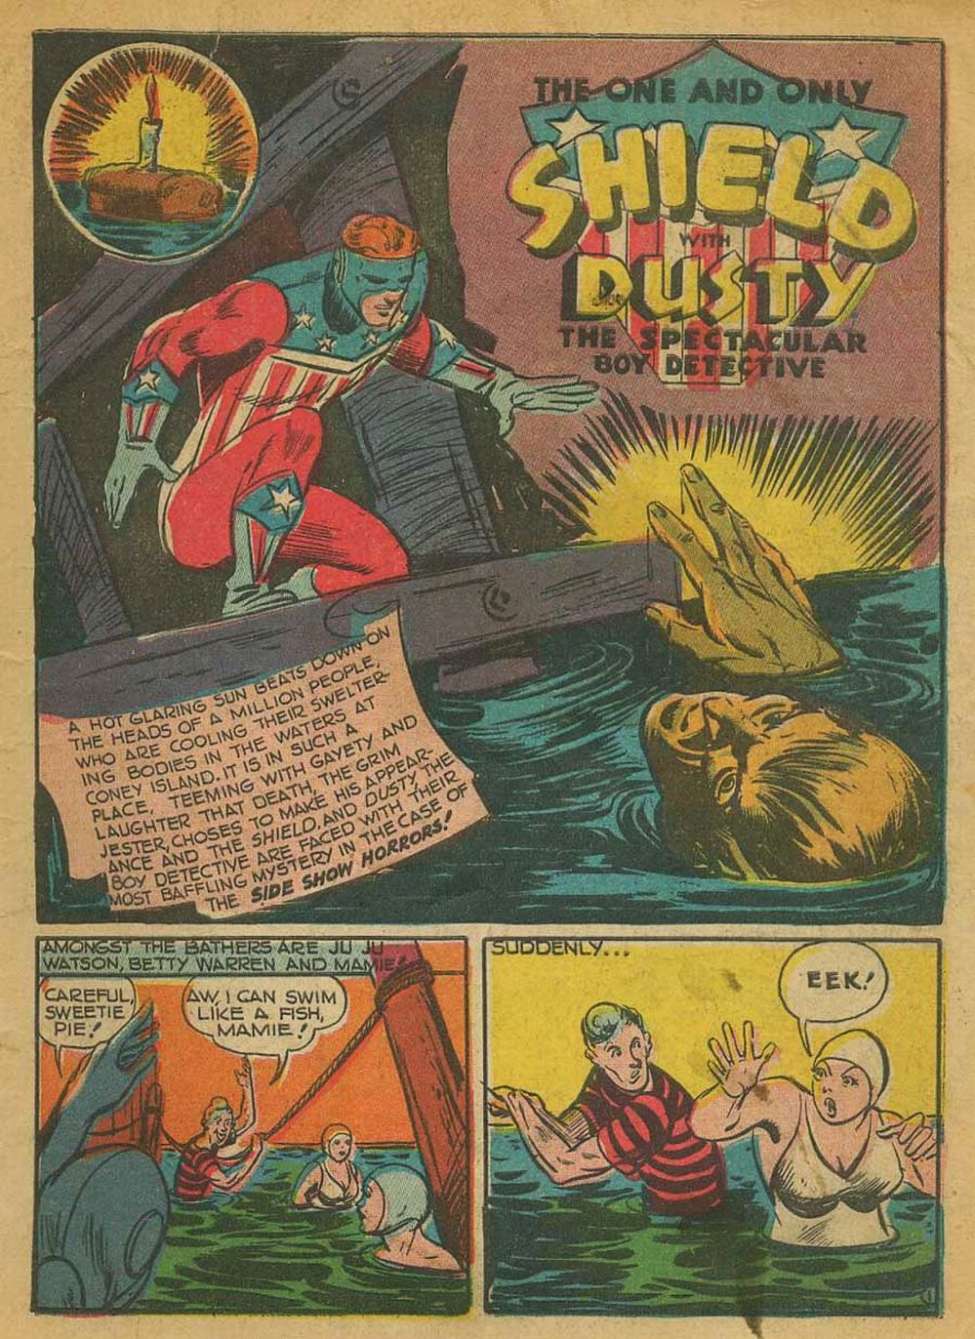 THE ONE AND ONLY
SHIELD
WITH
DUSTY
THE SPECTACULAR
BOY DETECTIVE
A HOT GLARING SUN BEATS DOWN ON
THE HEADS OF A MILLION PEOPLE,
WHO ARE COOLING THEIR SWELTER-
ING BODIES IN THE WATERS AT
CONEY ISLAND. IT IS IN SUCH A
PLACE, TEEMING WITH GAYETY AND
LAUGHTER THAT DEATH, THE GRIM
JESTER, CHOSES TO MAKE HIS APPEAR-
ANCE AND THE SHIELD, AND DUSTY, THE
BOY DETECTIVE ARE FACED WITH THEIR
MOST BAFFLING MYSTERY IN THE CASE OF
THE SIDE SHOW HORRORS!
AMONGST THE BATHERS ARE JU JU
WATSON, BETTY WARREN AND MAMIE!
CAREFUL,
SWEETIE
PIE!
AW, I CAN SWIM
LIKE A FISH,
MAMIE!
SUDDENLY...
EEK!
1